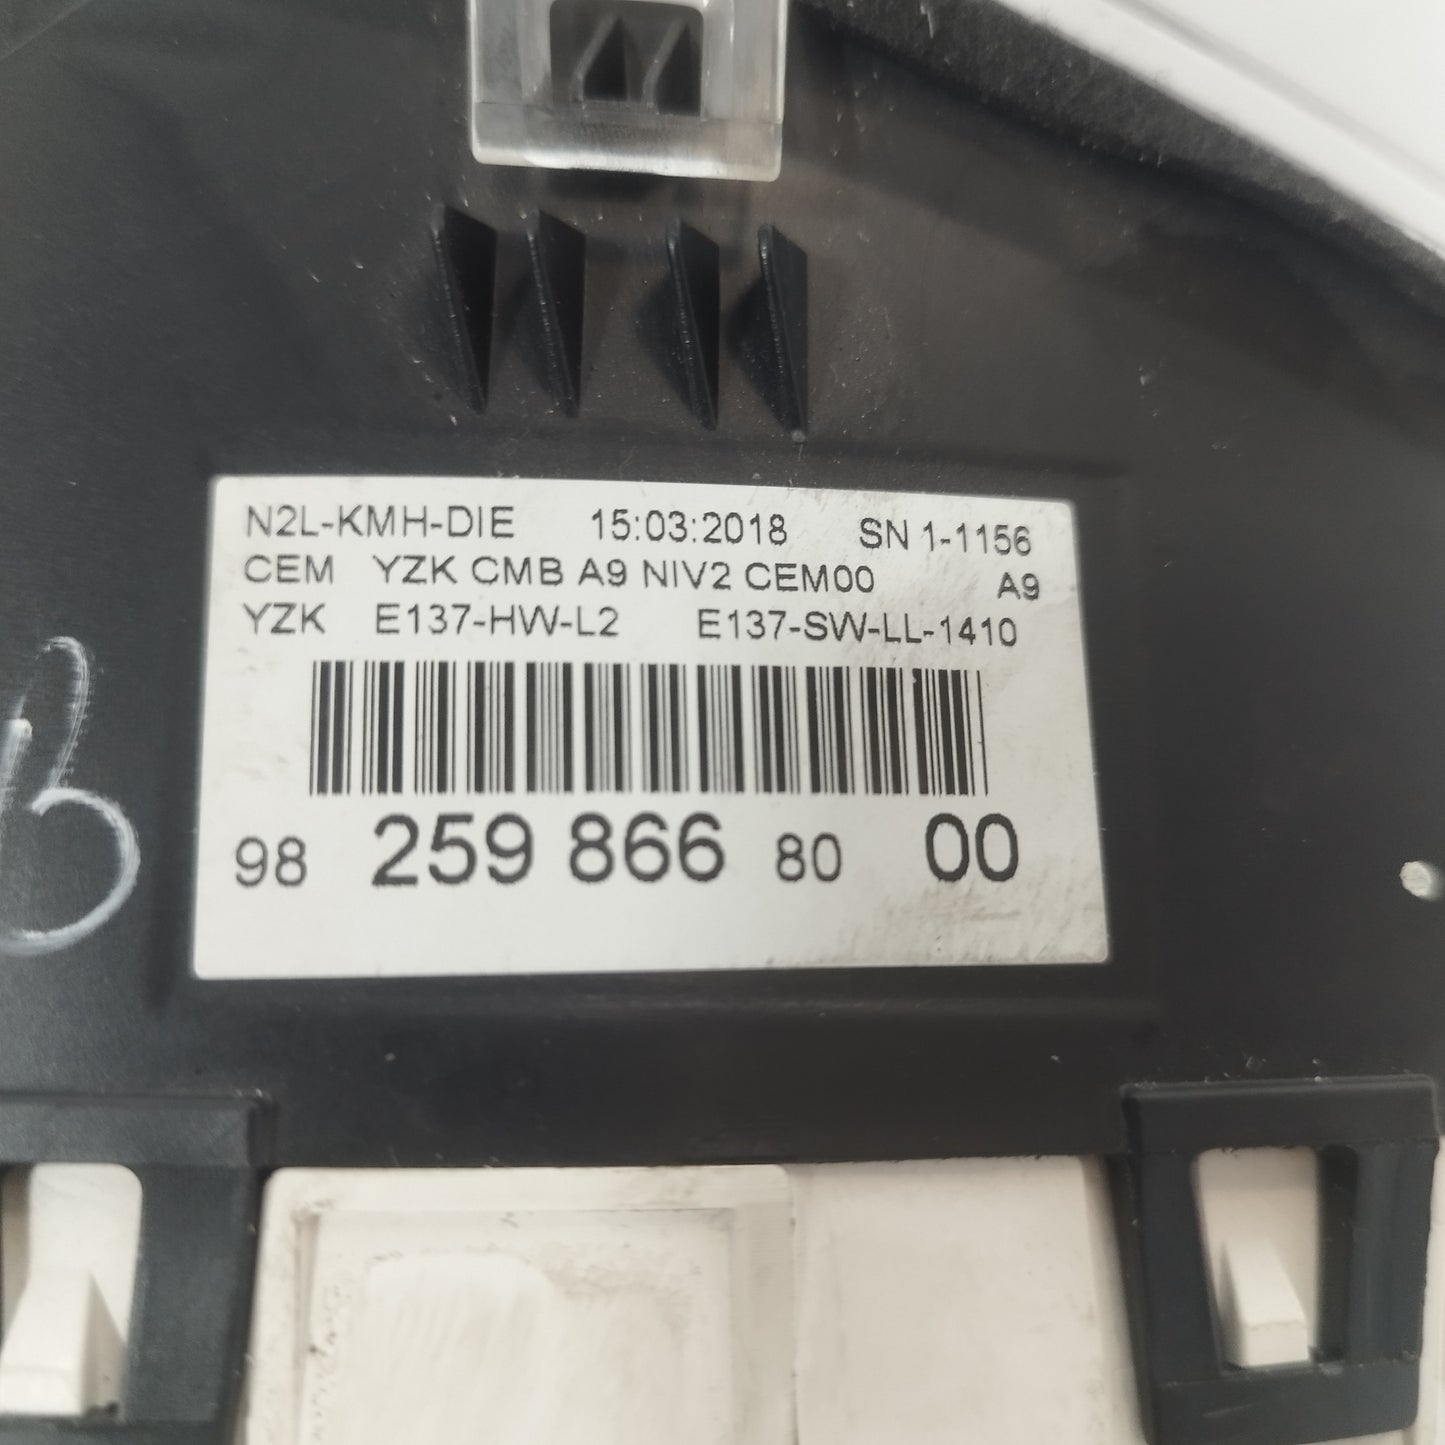 N2L-KMH-DIE 15:03:2018 SN 1-1156
CEM YZK CMB A9 NIV2 CEM00 A9
YZK E137-HW-L2 E137-SW-LL-1410
98 259 866 80 00
B